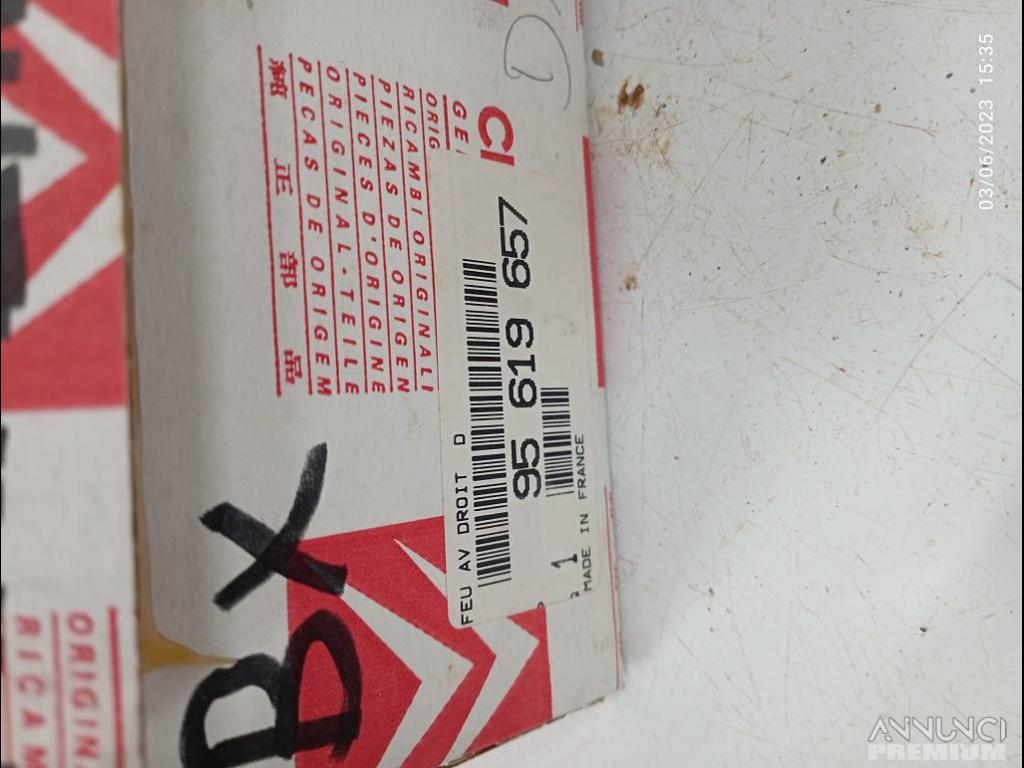 BX
GE
ORIG
RICAMBI ORIGINALI
PIEZAS DE ORIGEN
PIECES D'ORIGINE
ORIGINAL-TEILE
PECAS DE ORIGEM
正部品
CI
FEU AV DROIT D
95 619 657
1
MADE IN FRANCE
ORIGIN
RICAM
03/06/2023 15:35
ANNUNCI
PREMIUM